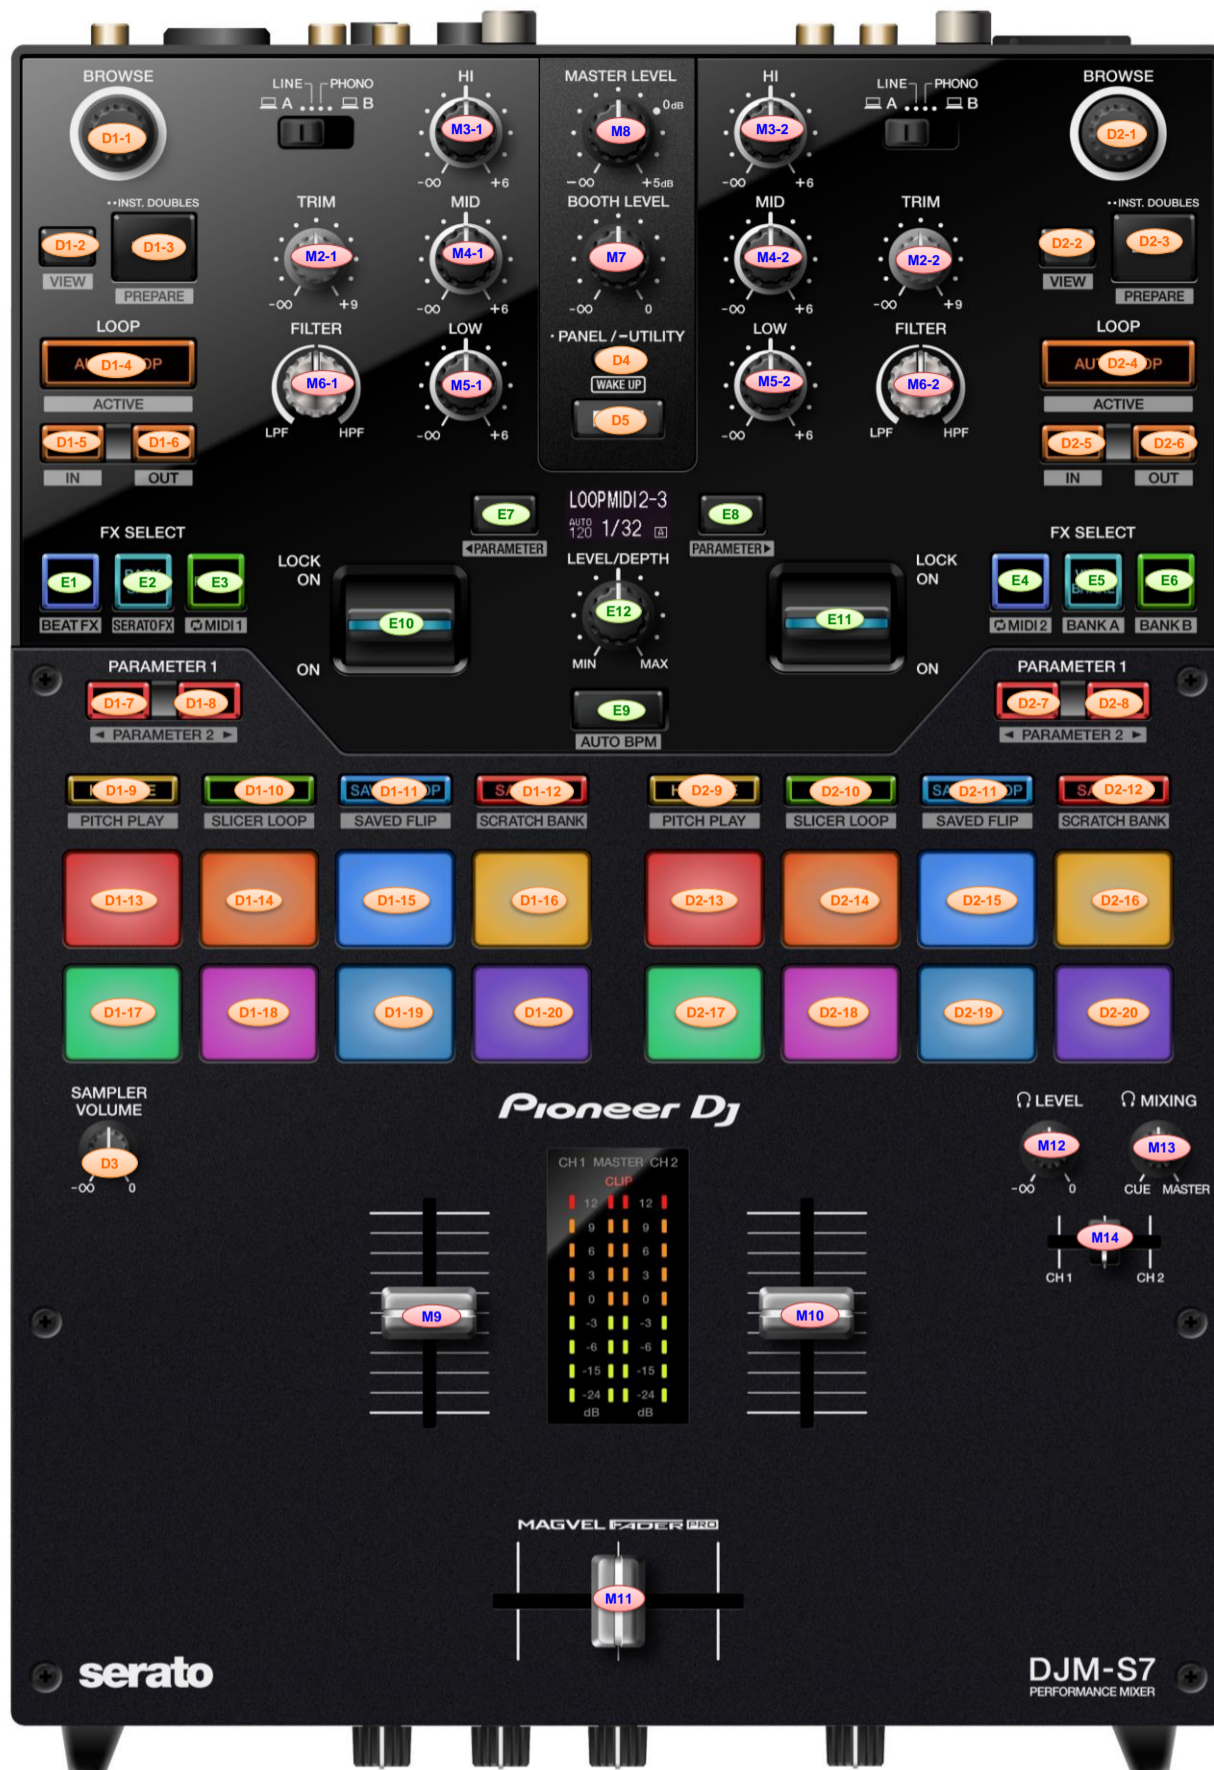 BROWSE
LINE PHONO
A B
HI
MASTER LEVEL
0dB
HI
LINE PHONO
A B
BROWSE
D1-1
M3-1
M8
M3-2
D2-1
-∞ +6
-∞ +5dB
-∞ +6
INST. DOUBLES
TRIM
MID
BOOTH LEVEL
MID
TRIM
INST. DOUBLES
D1-2
D1-3
M2-1
M4-1
M7
M4-2
M2-2
D2-2
D2-3
VIEW
PREPARE
-∞ +9
-∞ +6
-∞ 0
-∞ +6
-∞ +9
VIEW
PREPARE
LOOP
FILTER
LOW
· PANEL / –UTILITY
LOW
FILTER
LOOP
D1-4
M6-1
M5-1
D4
WAKE UP
D5
M5-2
M6-2
D2-4
ACTIVE
LPF HPF
-∞ +6
-∞ +6
LPF HPF
ACTIVE
D1-5
D1-6
D2-5
D2-6
IN
OUT
IN
OUT
E7
LOOPMIDI2-3
AUTO
120 1/32 A
E8
◀PARAMETER
PARAMETER▶
FX SELECT
LOCK
ON
LEVEL/DEPTH
LOCK
ON
FX SELECT
E1
E2
E3
E10
E12
E11
E4
E5
E6
BEAT FX
SERATO FX
MIDI 1
MIDI 2
BANK A
BANK B
ON
MIN MAX
ON
PARAMETER 1
PARAMETER 1
D1-7
D1-8
E9
D2-7
D2-8
◀ PARAMETER 2 ▶
AUTO BPM
◀ PARAMETER 2 ▶
D1-9
D1-10
D1-11
D1-12
D2-9
D2-10
D2-11
D2-12
PITCH PLAY
SLICER LOOP
SAVED FLIP
SCRATCH BANK
PITCH PLAY
SLICER LOOP
SAVED FLIP
SCRATCH BANK
D1-13
D1-14
D1-15
D1-16
D2-13
D2-14
D2-15
D2-16
D1-17
D1-18
D1-19
D1-20
D2-17
D2-18
D2-19
D2-20
SAMPLER
VOLUME
D3
-∞ 0
Pioneer Dj
LEVEL
MIXING
M12
M13
-∞ 0
CUE MASTER
M14
CH 1 CH 2
CH 1 MASTER CH 2
CLIP
12 12
9 9
6 6
3 3
0 0
-3 -3
-6 -6
-15 -15
-24 -24
dB dB
M9
M10
MAGVEL FADER PRO
M11
serato
DJM-S7
PERFORMANCE MIXER